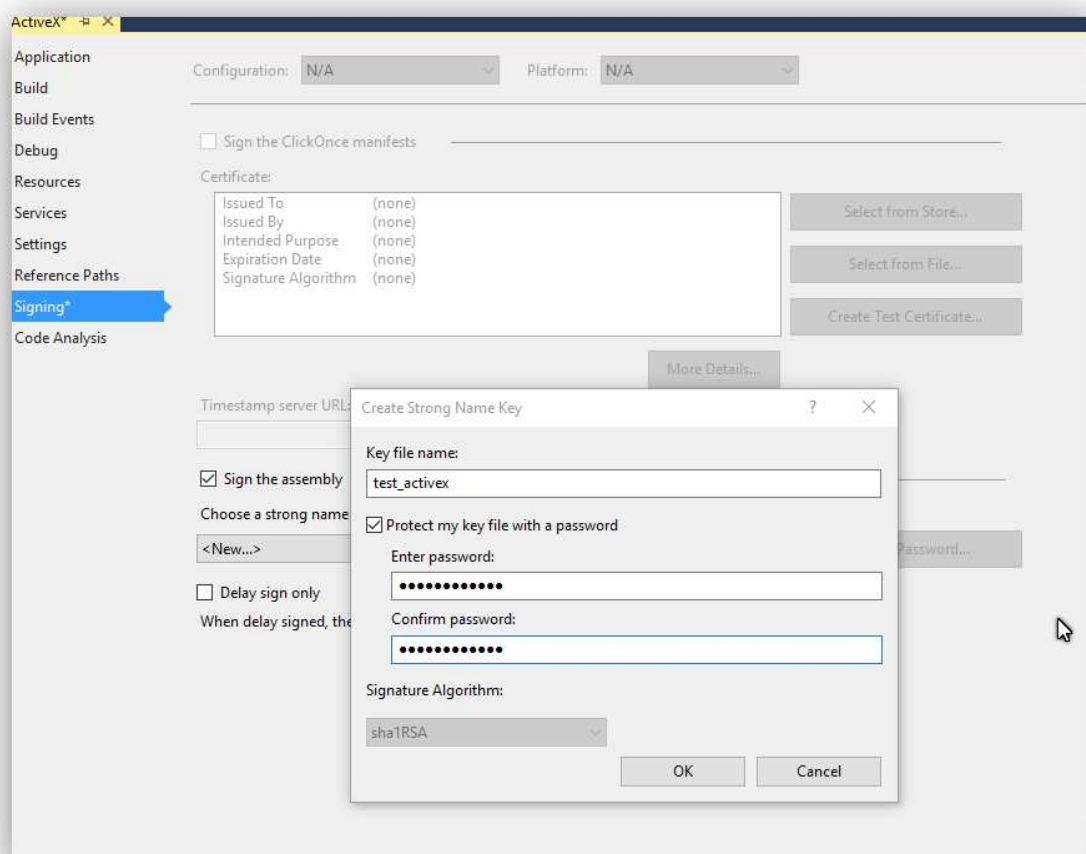 ActiveX*
Application
Build
Build Events
Debug
Resources
Services
Settings
Reference Paths
Signing*
Code Analysis
Configuration: N/A Platform: N/A
Sign the ClickOnce manifests
Certificate:
Issued To (none)
Issued By (none)
Intended Purpose (none)
Expiration Date (none)
Signature Algorithm (none)
Select from Store...
Select from File...
Create Test Certificate...
More Details...
Timestamp server URL:
Sign the assembly
Choose a strong name
<New...>
Password...
Delay sign only
When delay signed, the
Create Strong Name Key ?
Key file name:
test_activex
Protect my key file with a password
Enter password:
••••••••••••
Confirm password:
••••••••••••
Signature Algorithm:
sha1RSA
OK Cancel